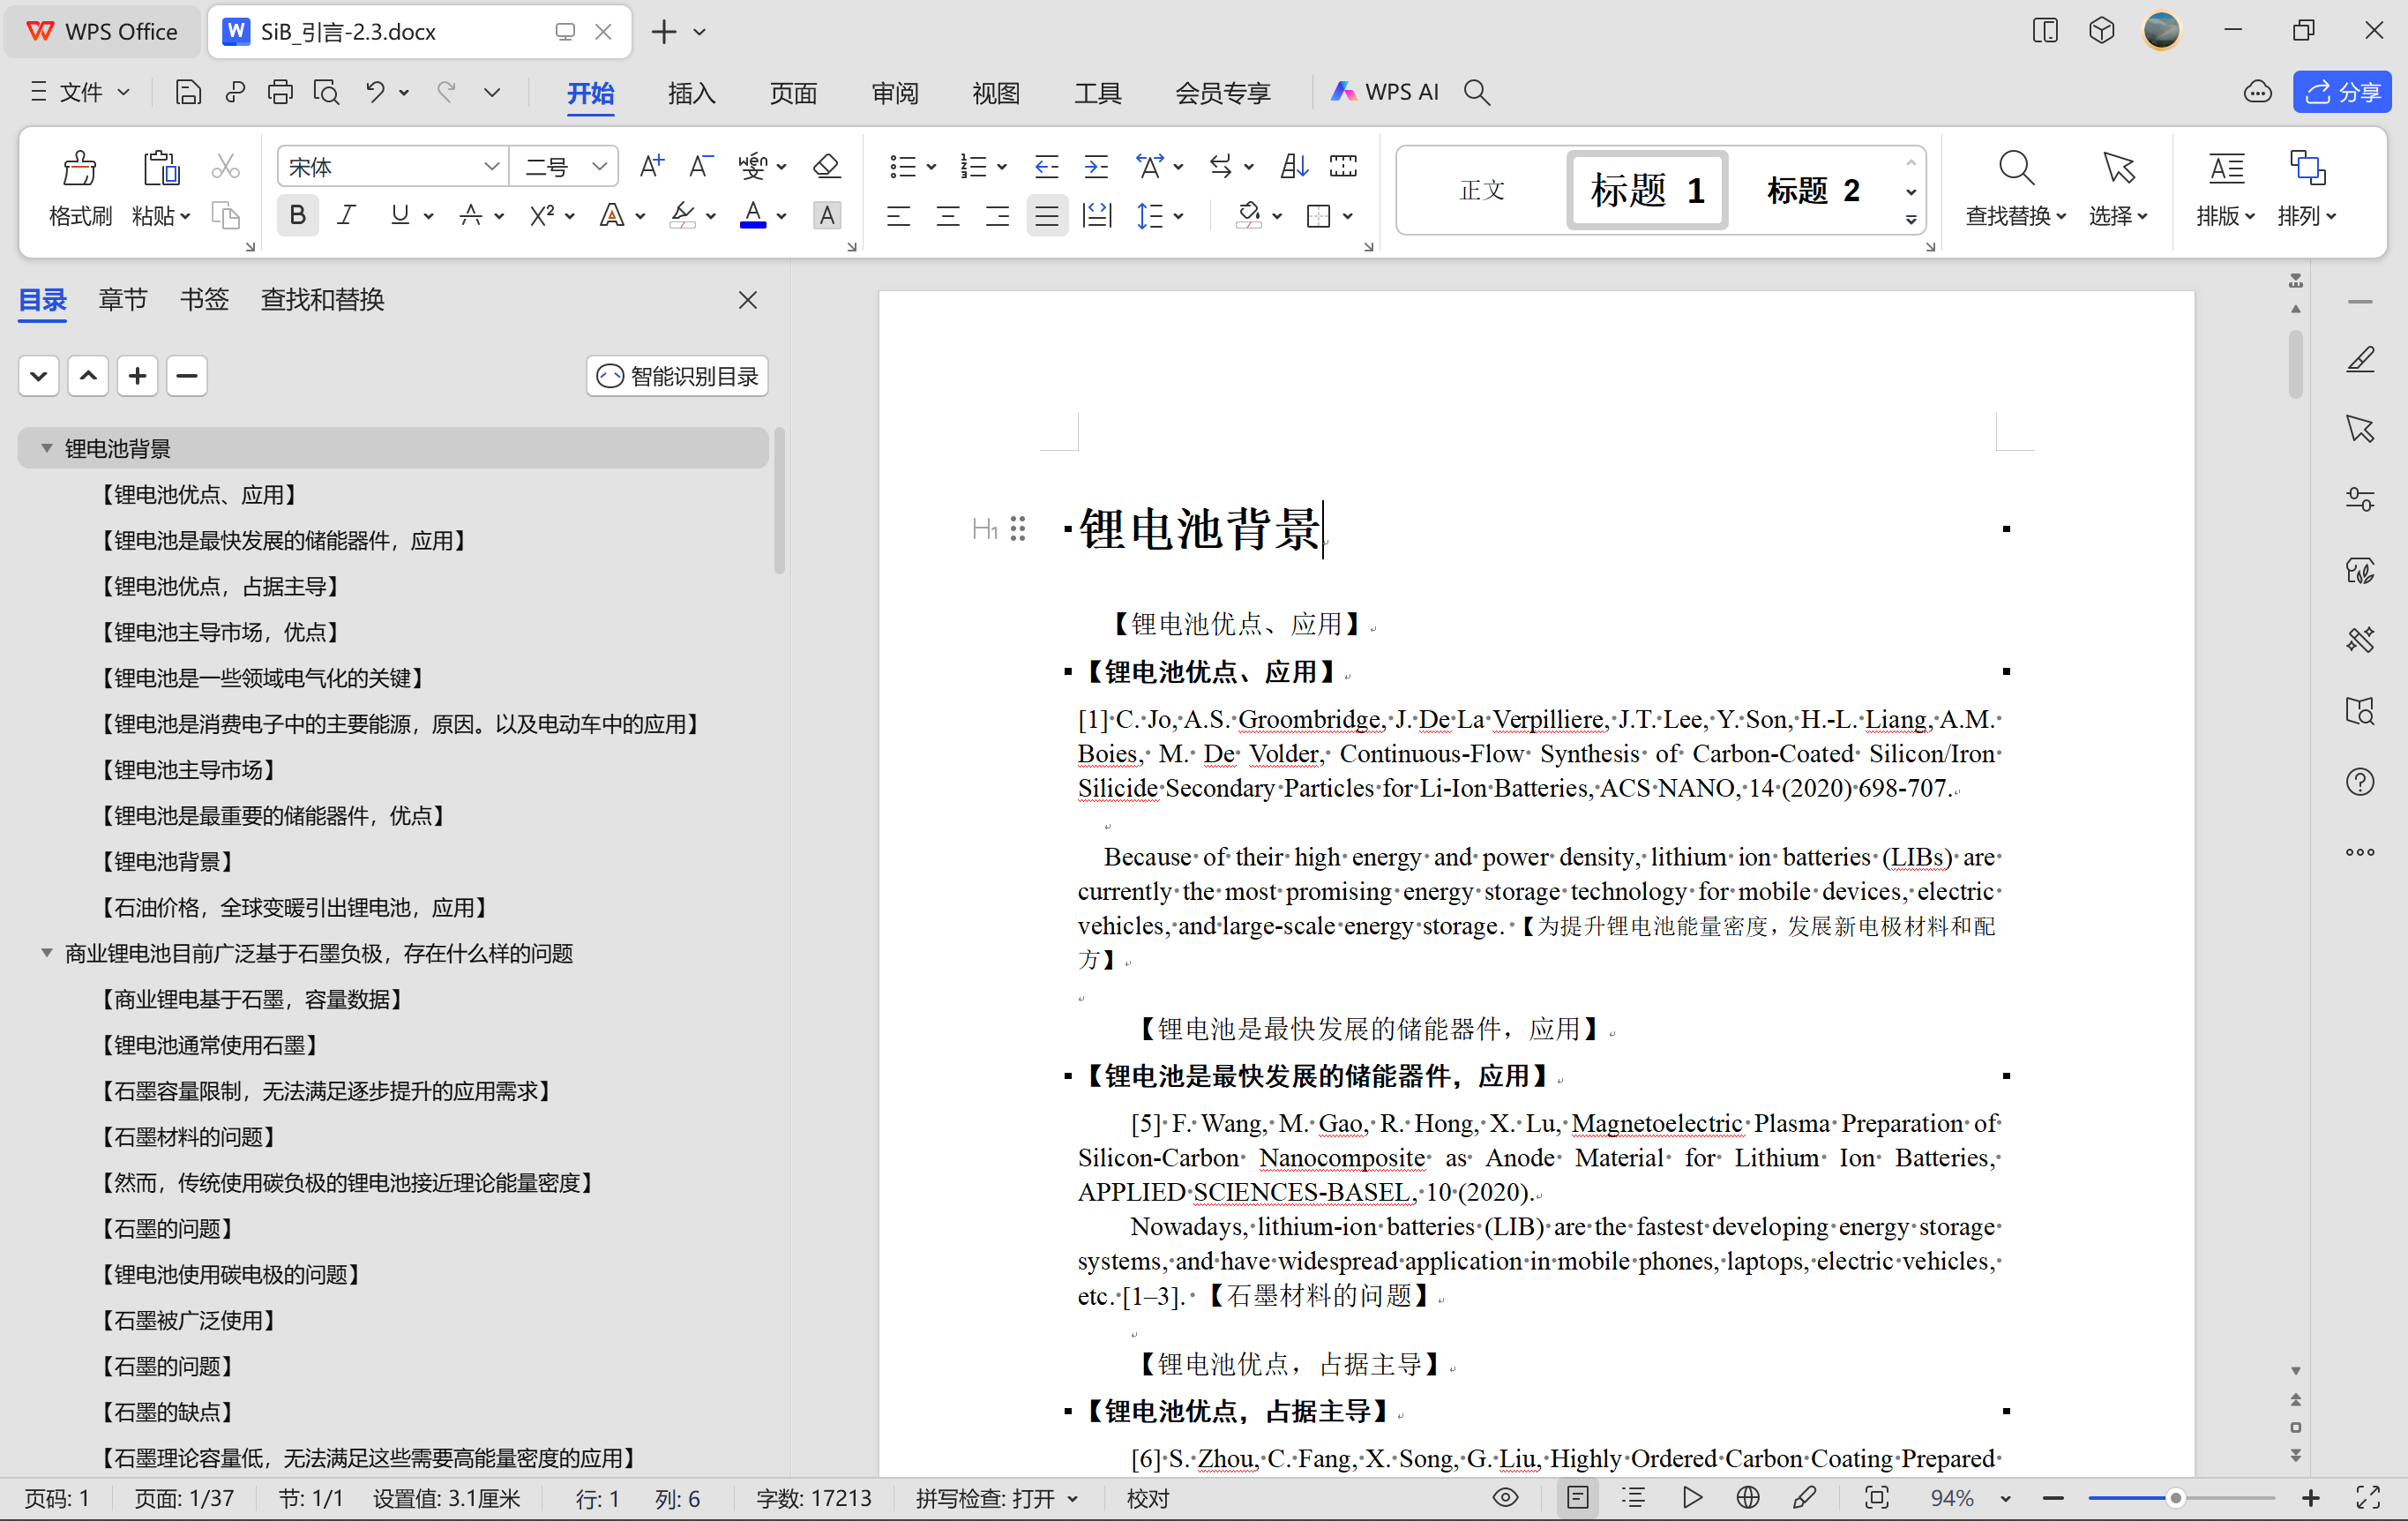 WPS Office
SiB_引言-2.3.docx
文件
开始
插入
页面
审阅
视图
工具
会员专享
WPS AI
分享
格式刷
粘贴
宋体
二号
正文
标题 1
标题 2
查找替换
选择
排版
排列
目录
章节
书签
查找和替换
智能识别目录
锂电池背景
【锂电池优点、应用】
【锂电池是最快发展的储能器件，应用】
【锂电池优点，占据主导】
【锂电池主导市场，优点】
【锂电池是一些领域电气化的关键】
【锂电池是消费电子中的主要能源，原因。以及电动车中的应用】
【锂电池主导市场】
【锂电池是最重要的储能器件，优点】
【锂电池背景】
【石油价格，全球变暖引出锂电池，应用】
商业锂电池目前广泛基于石墨负极，存在什么样的问题
【商业锂电基于石墨，容量数据】
【锂电池通常使用石墨】
【石墨容量限制，无法满足逐步提升的应用需求】
【石墨材料的问题】
【然而，传统使用碳负极的锂电池接近理论能量密度】
【石墨的问题】
【锂电池使用碳电极的问题】
【石墨被广泛使用】
【石墨的问题】
【石墨的缺点】
【石墨理论容量低，无法满足这些需要高能量密度的应用】
H1
锂电池背景
【锂电池优点、应用】
【锂电池优点、应用】
[1] C. Jo, A.S. Groombridge, J. De La Verpilliere, J.T. Lee, Y. Son, H.-L. Liang, A.M.
Boies, M. De Volder, Continuous-Flow Synthesis of Carbon-Coated Silicon/Iron
Silicide Secondary Particles for Li-Ion Batteries, ACS NANO, 14 (2020) 698-707.
Because of their high energy and power density, lithium ion batteries (LIBs) are
currently the most promising energy storage technology for mobile devices, electric
vehicles, and large-scale energy storage. 【为提升锂电池能量密度，发展新电极材料和配
方】
【锂电池是最快发展的储能器件，应用】
【锂电池是最快发展的储能器件，应用】
[5] F. Wang, M. Gao, R. Hong, X. Lu, Magnetoelectric Plasma Preparation of
Silicon-Carbon Nanocomposite as Anode Material for Lithium Ion Batteries,
APPLIED SCIENCES-BASEL, 10 (2020).
Nowadays, lithium-ion batteries (LIB) are the fastest developing energy storage
systems, and have widespread application in mobile phones, laptops, electric vehicles,
etc. [1–3]. 【石墨材料的问题】
【锂电池优点，占据主导】
【锂电池优点，占据主导】
[6] S. Zhou, C. Fang, X. Song, G. Liu, Highly Ordered Carbon Coating Prepared
页码: 1
页面: 1/37
节: 1/1
设置值: 3.1厘米
行: 1
列: 6
字数: 17213
拼写检查: 打开
校对
94%